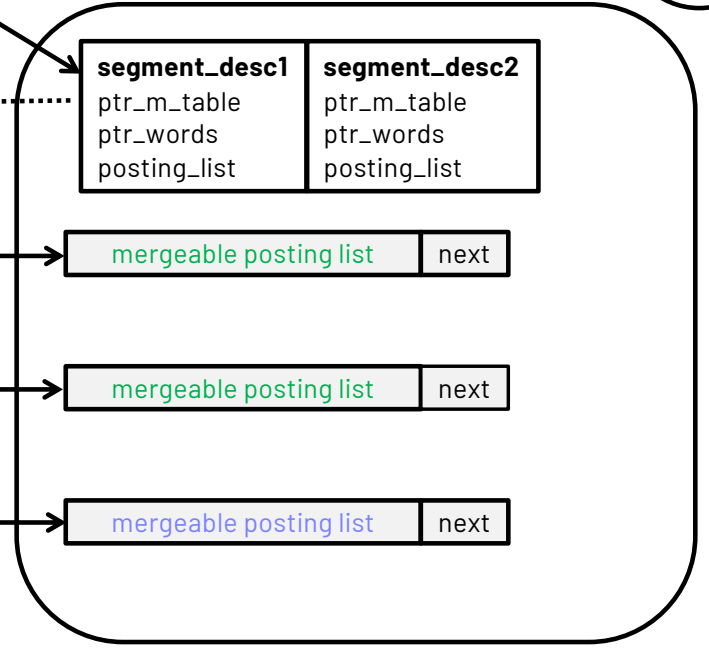 segment_desc1 segment_desc2
ptr_m_table ptr_m_table
ptr_words ptr_words
posting_list posting_list
mergeable posting list next
mergeable posting list next
mergeable posting list next